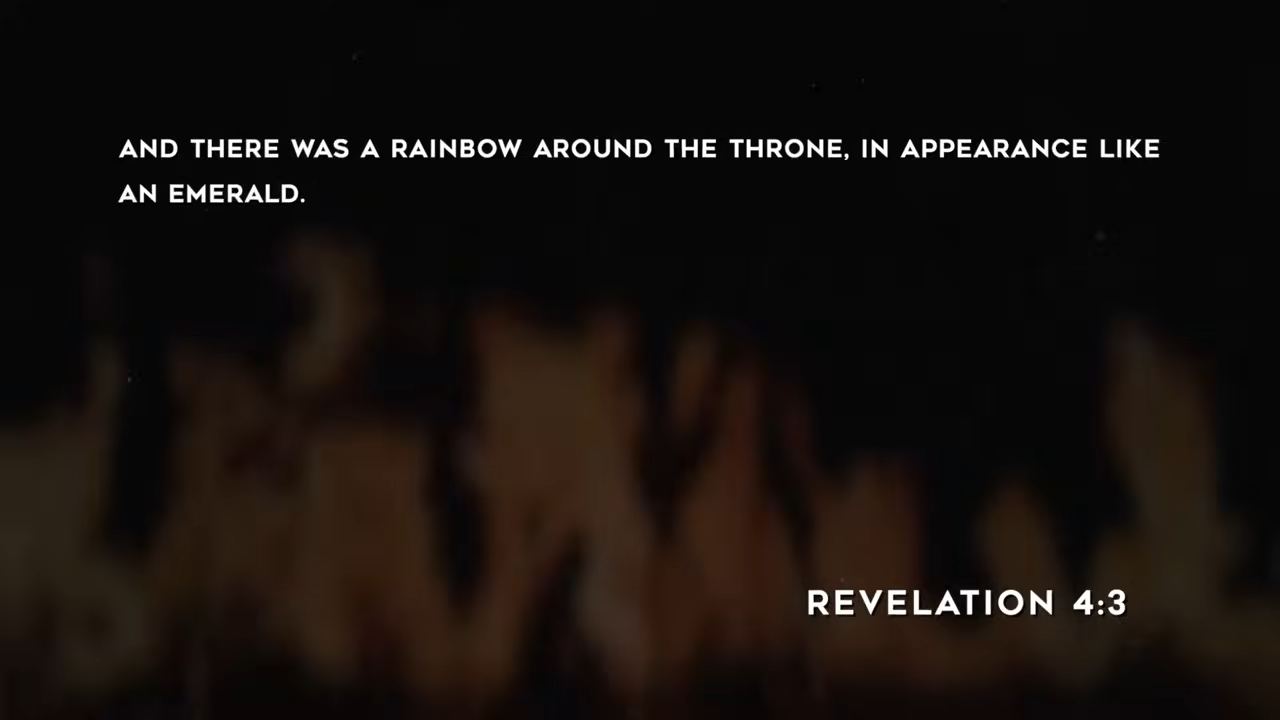 AND THERE WAS A RAINBOW AROUND THE THRONE, IN APPEARANCE LIKE
AN EMERALD.
REVELATION 4:3